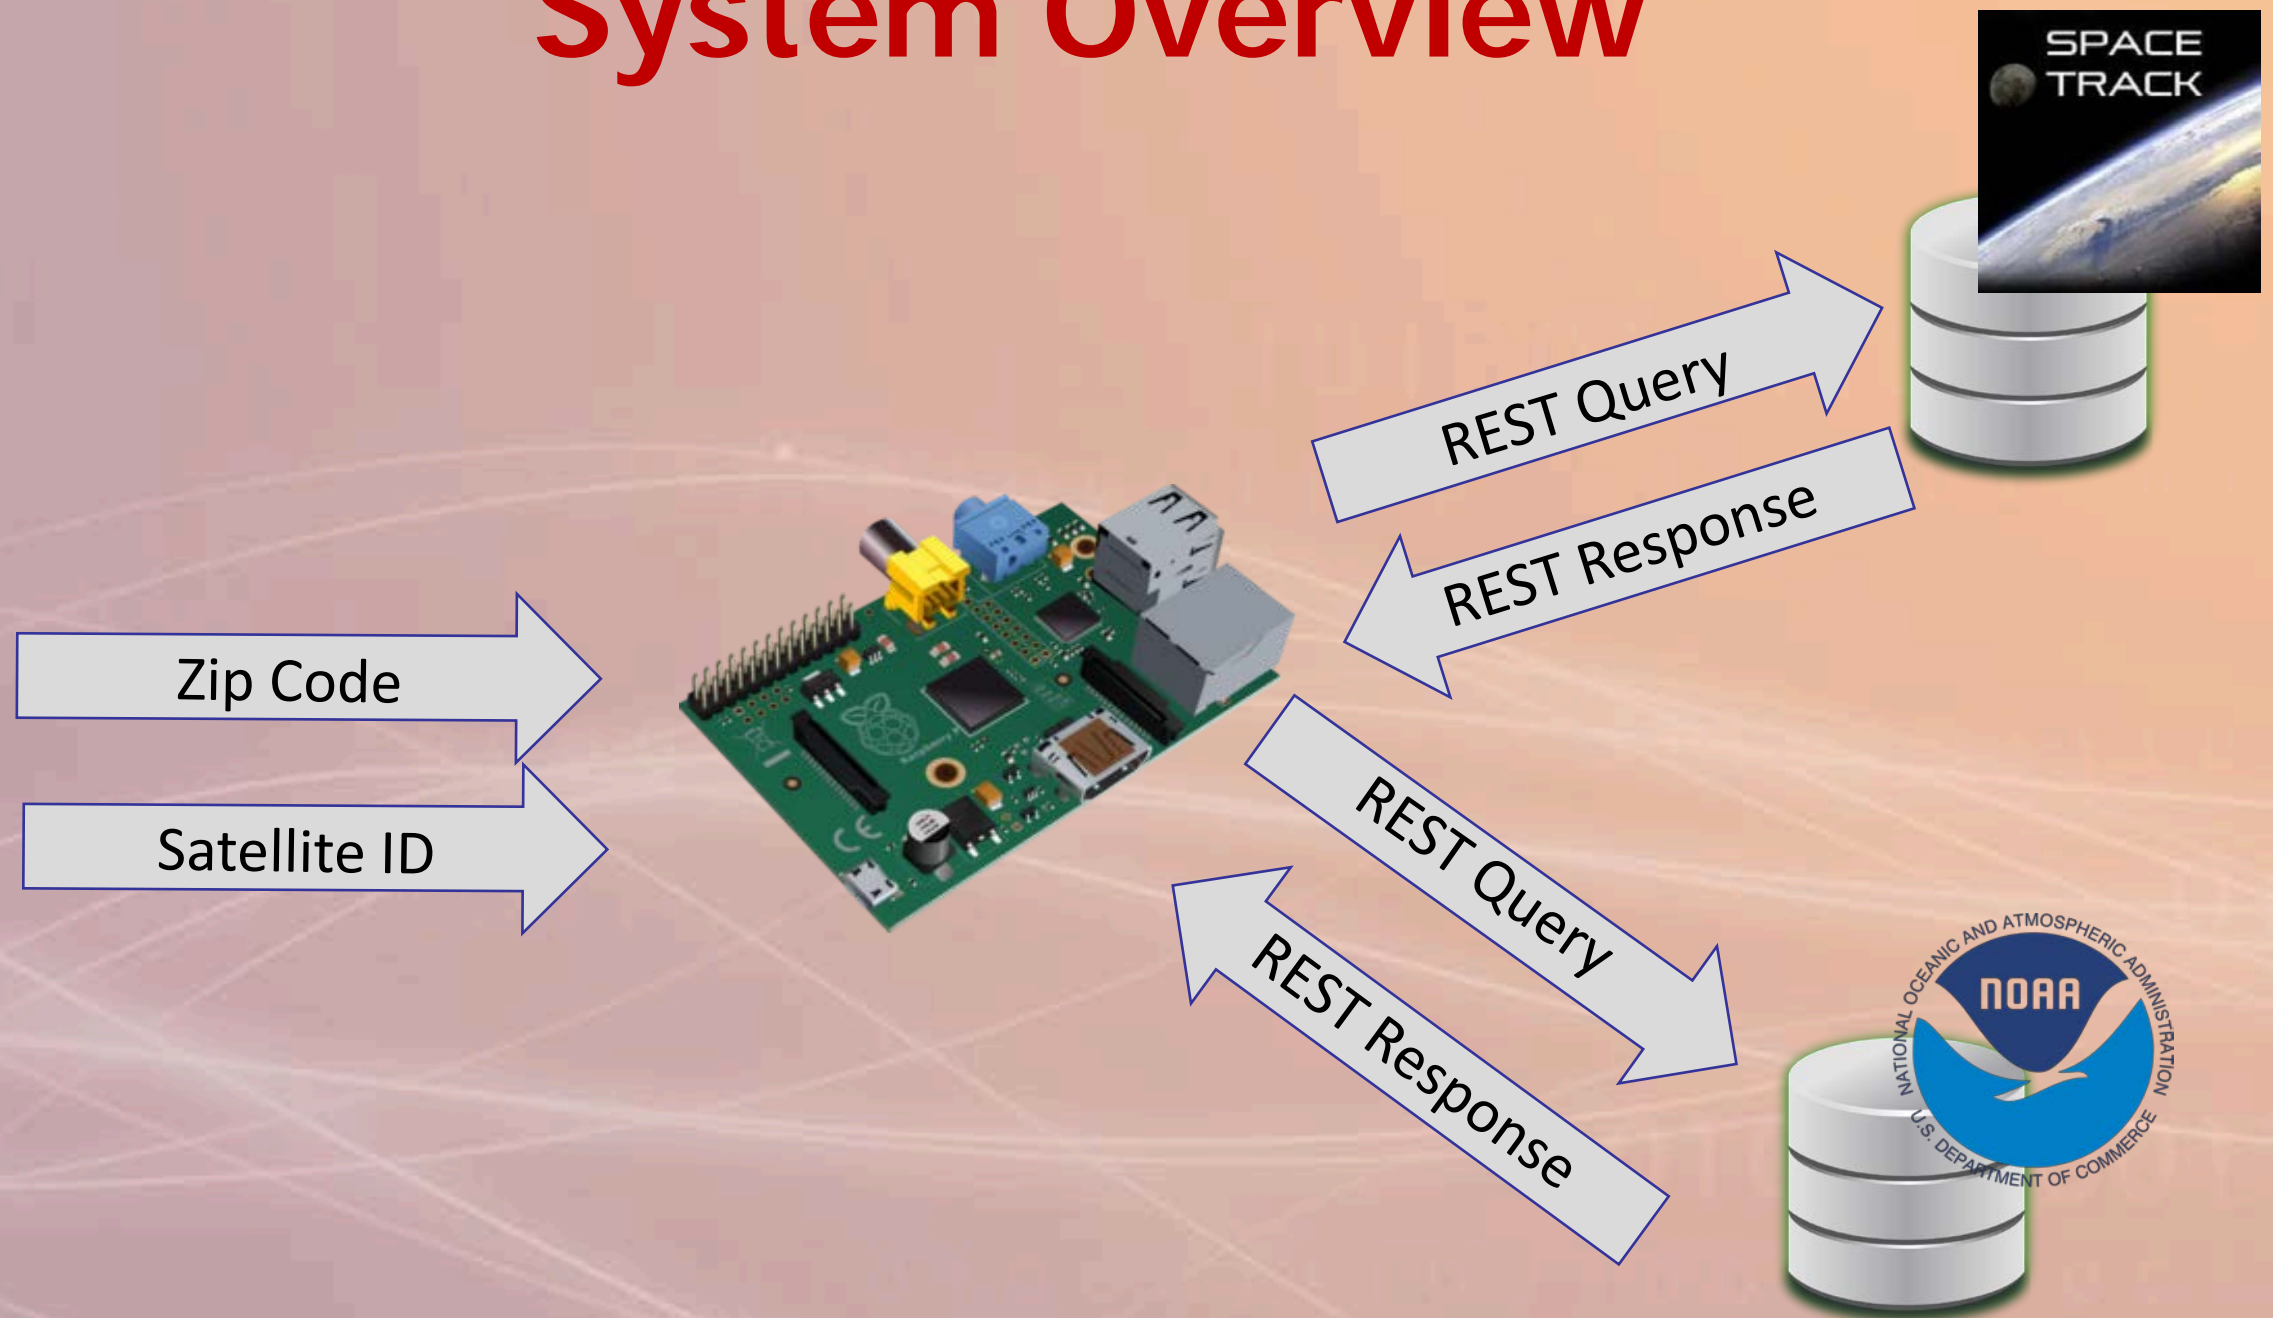 System Overview
SPACE
TRACK
REST Query
REST Response
Zip Code
Satellite ID
REST Query
REST Response
NATIONAL OCEANIC AND ATMOSPHERIC ADMINISTRATION
NOAA
U.S. DEPARTMENT OF COMMERCE